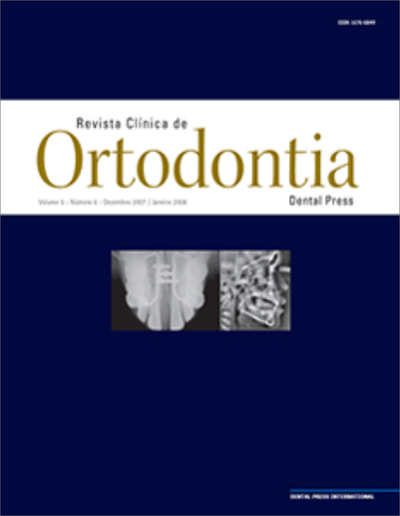 ISSN 1676-6849
Revista Clínica de
Ortodontia
Dental Press
Volume 6 - Número 6 - Dezembro 2007 / Janeiro 2008
DENTAL PRESS INTERNATIONAL